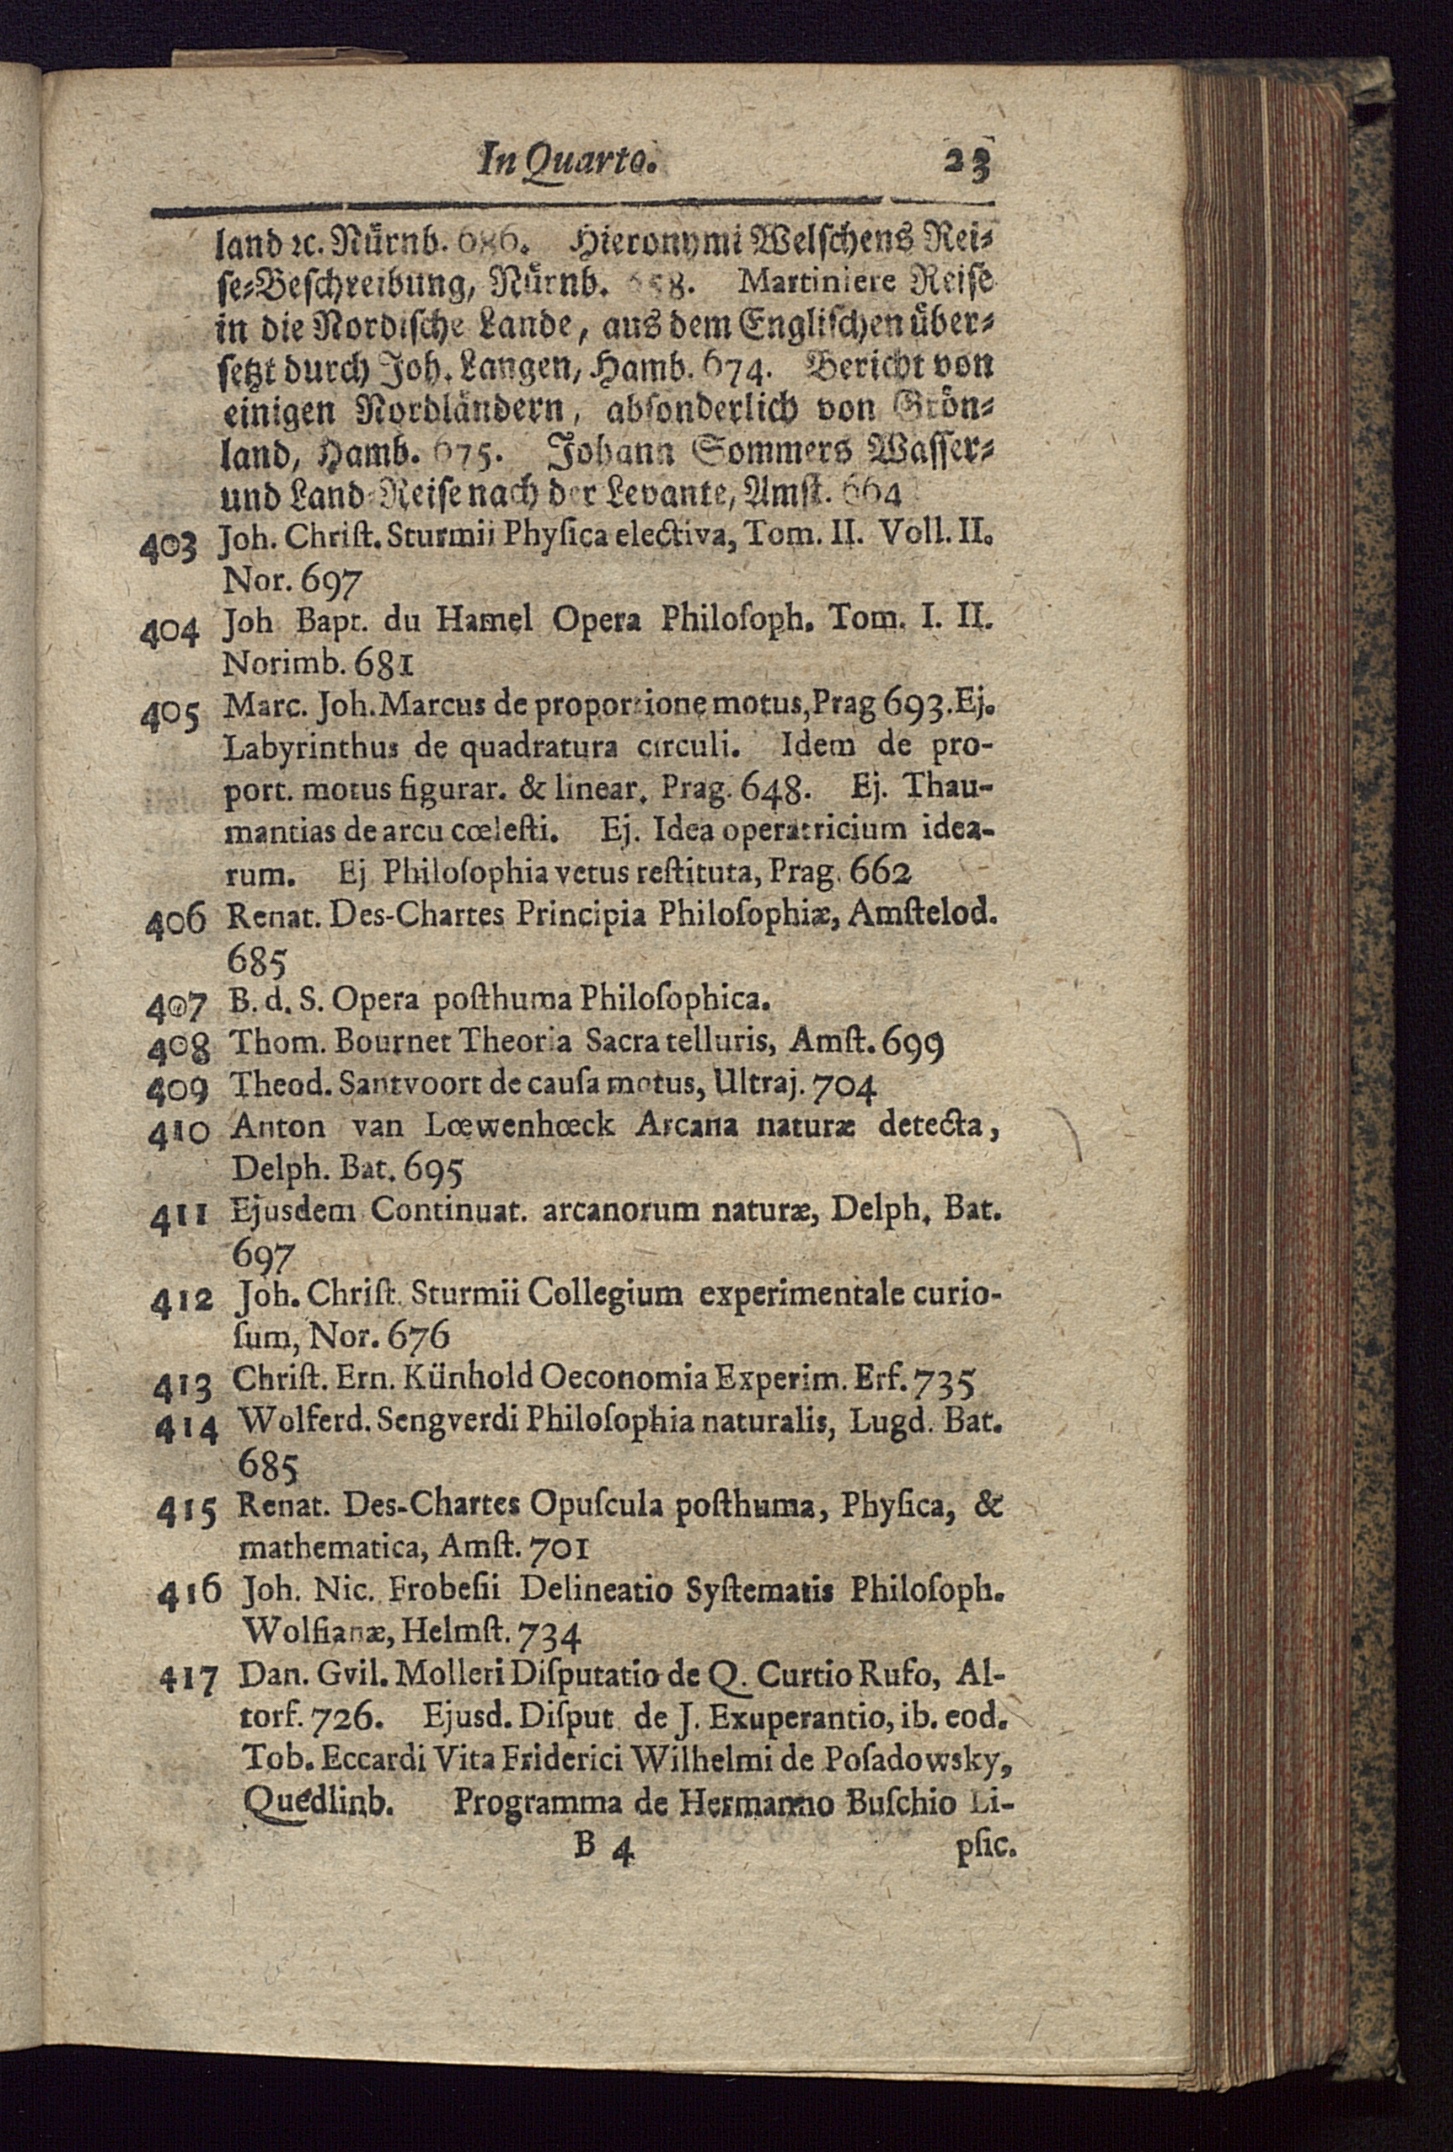 In Quarto. 23
land ꝛc. Nürnb. 686. Hieronymi Welschens Rei⸗
se⸗Beschreibung, Nürnb. 658. Martiniere Reise
in die Nordische Lande, aus dem Englischen über⸗
setzt durch Joh. Langen, Hamb. 674. Bericht von
einigen Nordländern, absonderlich von Grön⸗
land, Hamb. 675. Johann Sommers Wasser⸗
und Land⸗Reise nach der Levante, Amst. 664
403 Joh. Chriſt. Sturmii Phyſica electiva, Tom. II. Voll. II.
Nor. 697
404 Joh Bapt. du Hamel Opera Philoſoph. Tom. I. II.
Norimb. 681
405 Marc. Joh. Marcus de proportione motus, Prag 693. Ej.
Labyrinthus de quadratura circuli. Idem de pro-
port. motus figurar. & linear. Prag. 648. Ej. Thau-
mantias de arcu cœleſti. Ej. Idea operatricium idea-
rum. Ej Philoſophia vetus reſtituta, Prag. 662
406 Renat. Des-Chartes Principia Philoſophiæ, Amſtelod.
685
407 B. d. S. Opera poſthuma Philoſophica.
408 Thom. Bournet Theoria Sacra telluris, Amſt. 699
409 Theod. Santvoort de cauſa motus, Ultraj. 704
410 Anton van Lœwenhœck Arcana naturæ detecta,
Delph. Bat. 695
411 Ejusdem Continuat. arcanorum naturæ, Delph. Bat.
697
412 Joh. Chriſt. Sturmii Collegium experimentale curio-
ſum, Nor. 676
413 Chriſt. Ern. Künhold Oeconomia Experim. Erf. 735
414 Wolferd. Sengverdi Philoſophia naturalis, Lugd. Bat.
685
415 Renat. Des-Chartes Opuſcula poſthuma, Phyſica, &
mathematica, Amſt. 701
416 Joh. Nic. Frobeſii Delineatio Syſtematis Philoſoph.
Wolfianæ, Helmſt. 734
417 Dan. Gvil. Molleri Diſputatio de Q. Curtio Rufo, Al-
torf. 726. Ejusd. Diſput de J. Exuperantio, ib. eod.
Tob. Eccardi Vita Friderici Wilhelmi de Poſadowsky,
Quedlinb. Programma de Hermanno Buſchio Li-
B 4 pſic.